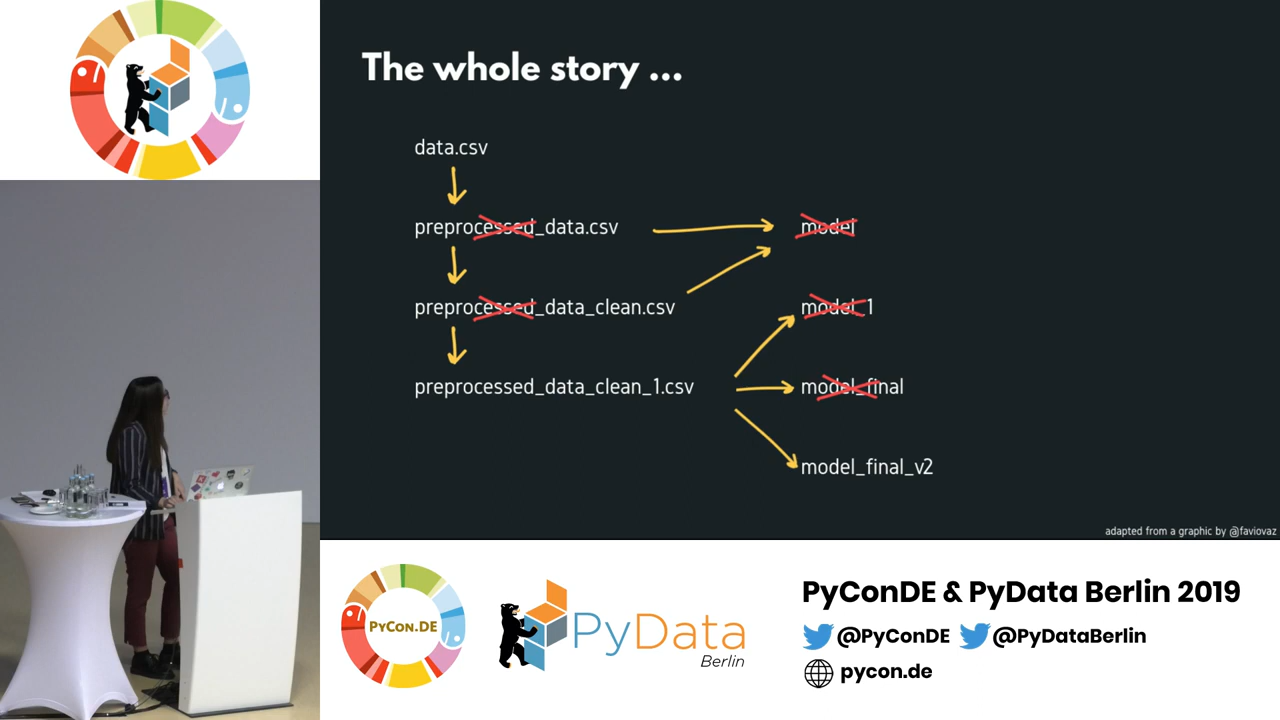 The whole story ...
data.csv
preprocessed_data.csv
model
preprocessed_data_clean.csv
model_1
preprocessed_data_clean_1.csv
model_final
model_final_v2
adapted from a graphic by @faviovaz
PYCON.DE
PyData
Berlin
PyConDE & PyData Berlin 2019
@PyConDE @PyDataBerlin
pycon.de